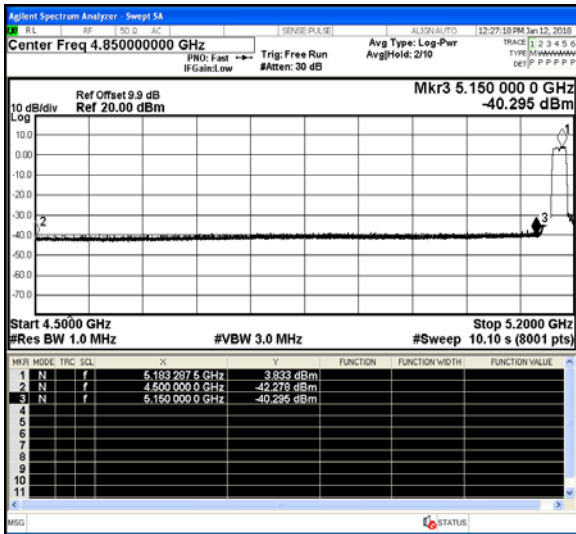 Agilent Spectrum Analyzer - Swept SA
RL RF 50 Ω AC SENSE:PULSE ALIGN AUTO 12:27:18 PM Jan 12, 2018
Center Freq 4.850000000 GHz
PNO: Fast
IFGain:Low
Trig: Free Run
#Atten: 30 dB
Avg Type: Log-Pwr
Avg|Hold: 2/10
TRACE 1 2 3 4 5 6
TYPE M W W W W W
DET P P P P P P
Ref Offset 9.9 dB
10 dB/div Ref 20.00 dBm
Mkr3 5.150 000 0 GHz
-40.295 dBm
Log
10.0
0.00
-10.0
-20.0
-30.0
-40.0
-50.0
-60.0
-70.0
1
2
3
Start 4.5000 GHz Stop 5.2000 GHz
#Res BW 1.0 MHz #VBW 3.0 MHz #Sweep 10.10 s (8001 pts)
MKR MODE TRC SCL X Y FUNCTION FUNCTION WIDTH FUNCTION VALUE
1 N f 5.183 287 5 GHz 3.833 dBm
2 N f 4.500 000 0 GHz -42.278 dBm
3 N f 5.150 000 0 GHz -40.295 dBm
4
5
6
7
8
9
10
11
MSG STATUS